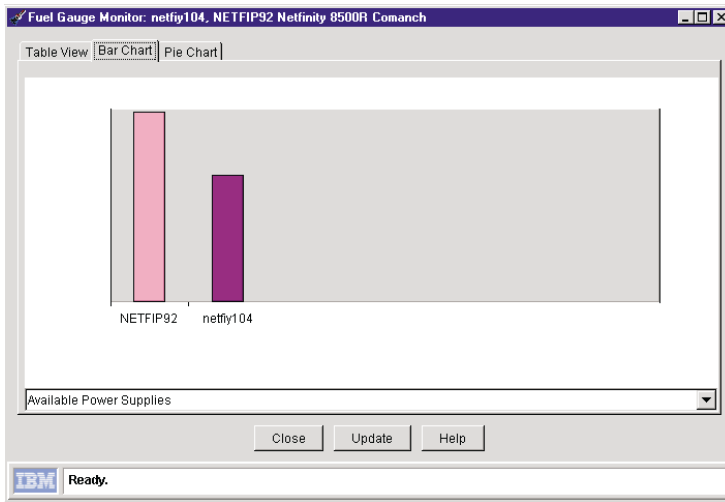 Fuel Gauge Monitor: netfiy104, NETFIP92 Netfinity 8500R Comanch
Table View Bar Chart Pie Chart
NETFIP92 netfiy104
Available Power Supplies
Close Update Help
IBM Ready.